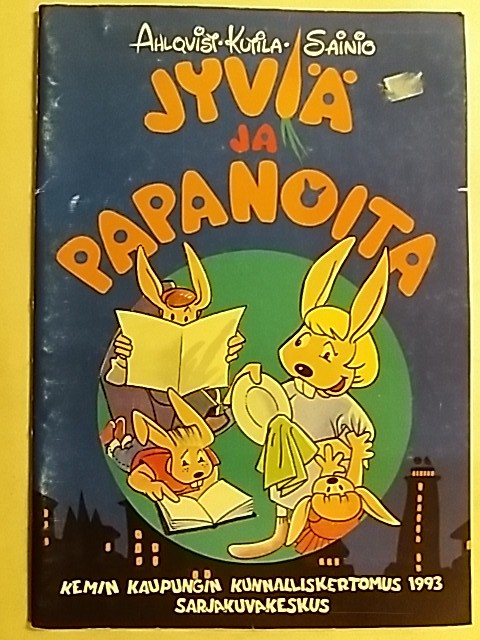 AHLQVIST·KUTILA·SAINIO
JYVIÄ
JA
PAPANOITA
KEMIN KAUPUNGIN KUNNALLISKERTOMUS 1993
SARJAKUVAKESKUS